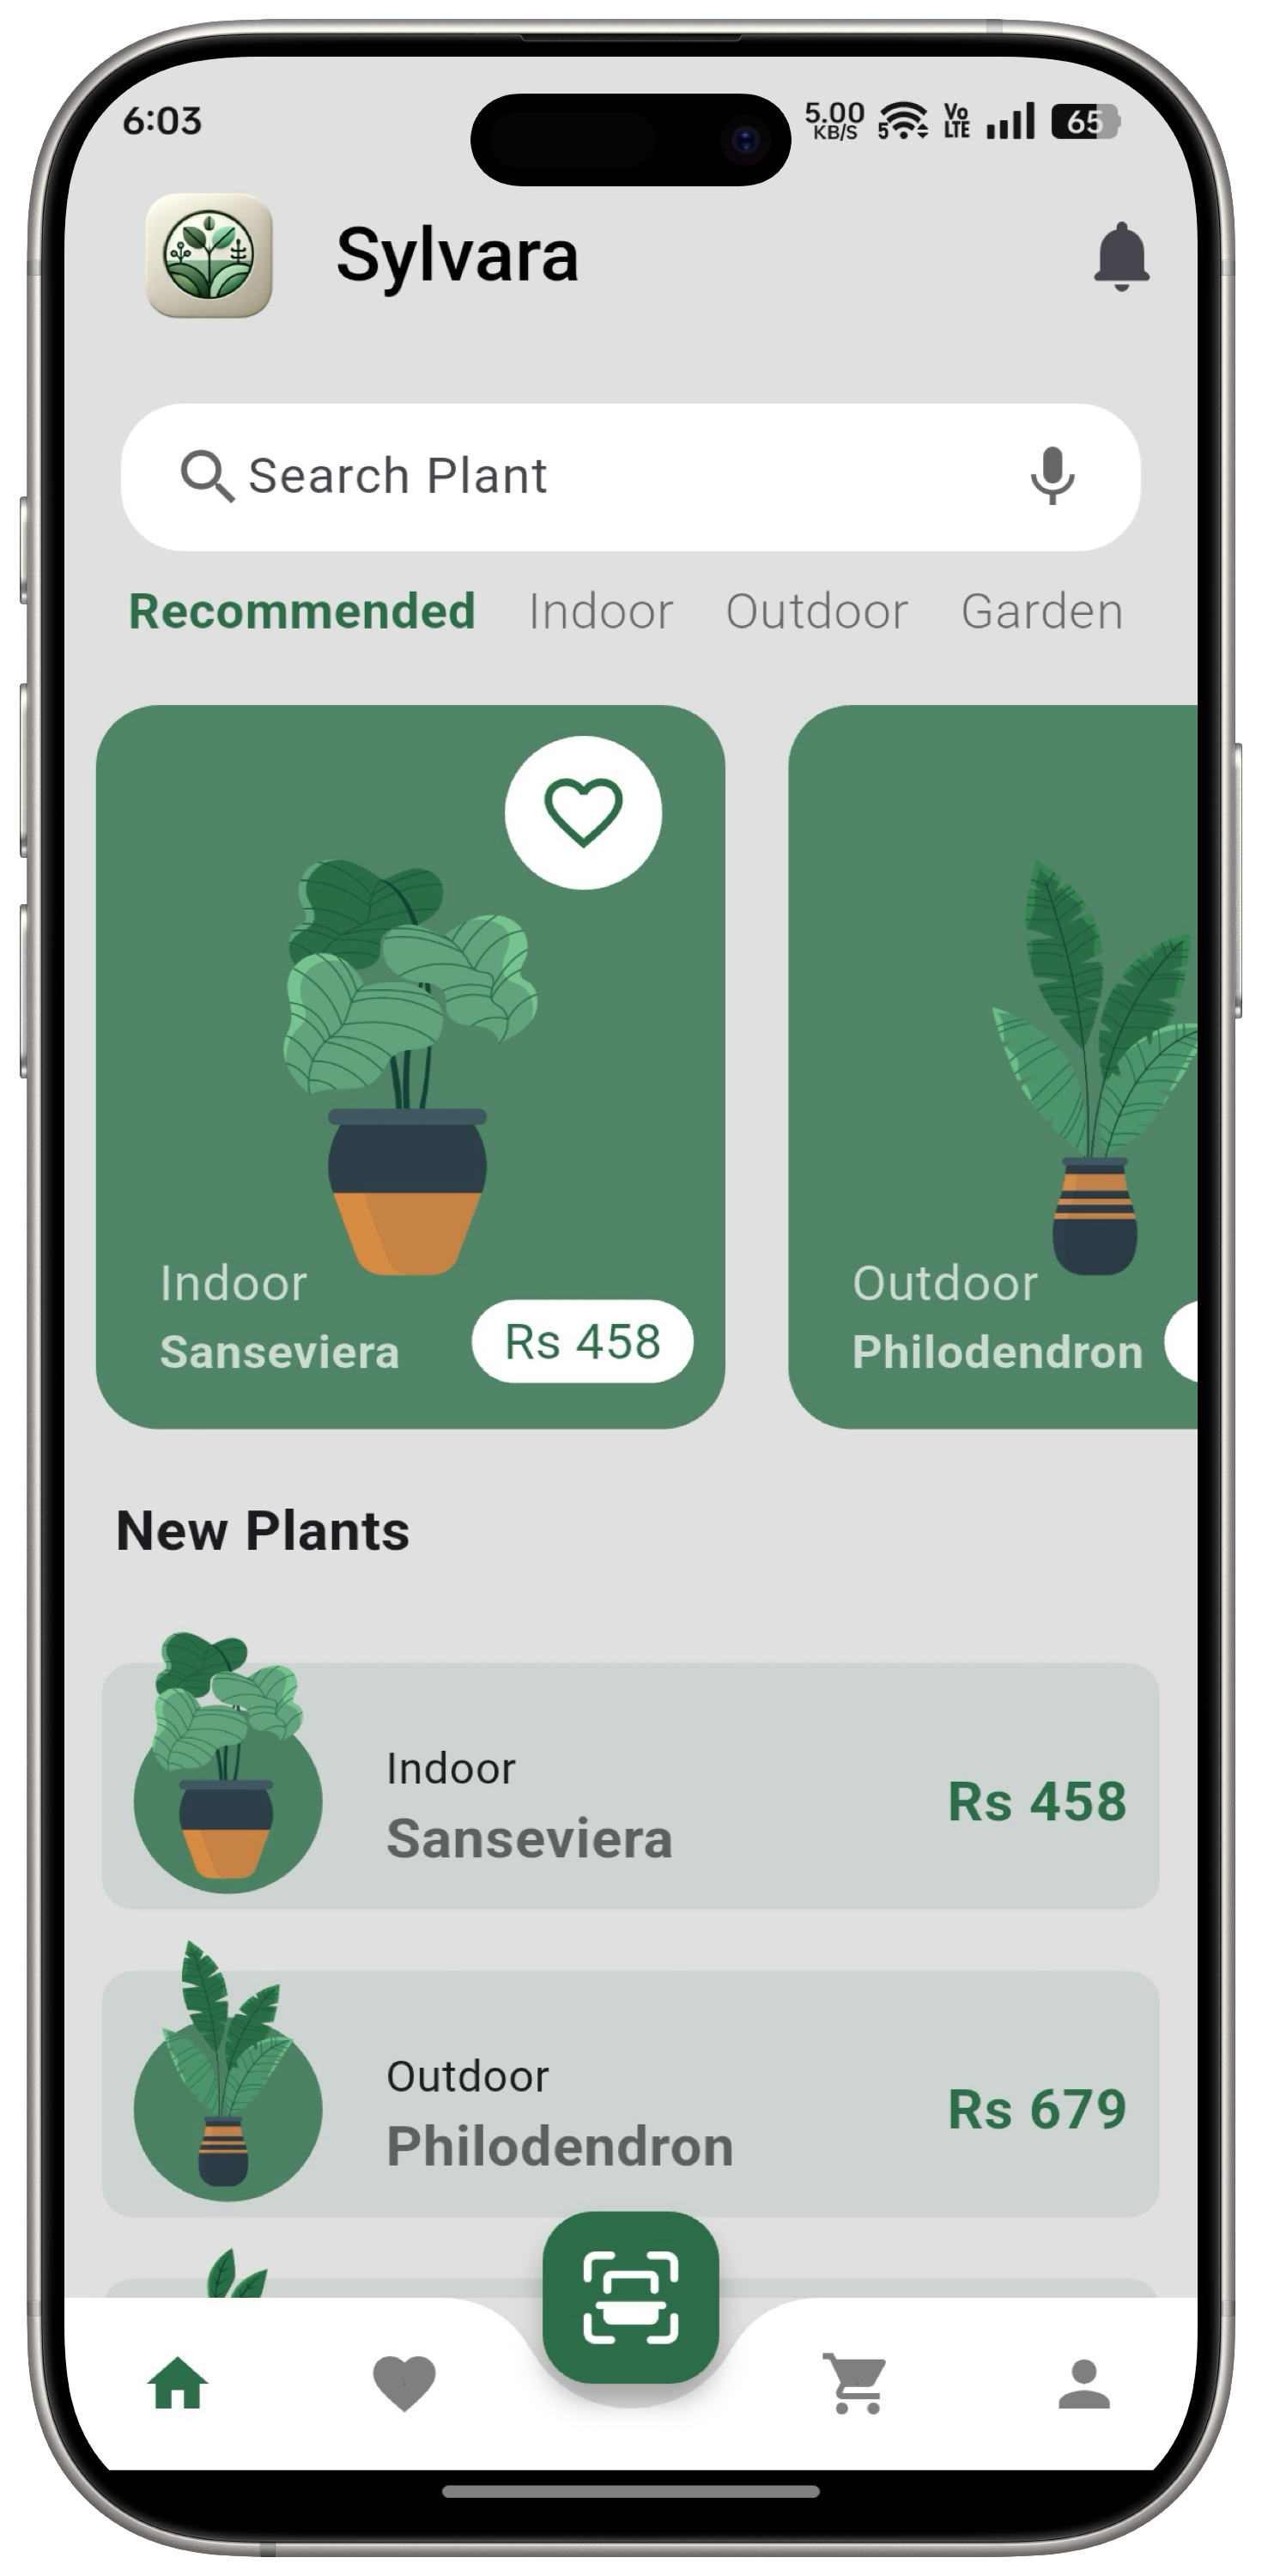 6:03
5.00
KB/S
5
Vo
LTE
65
Sylvara
Search Plant
Recommended Indoor Outdoor Garden
Indoor
Sanseviera
Rs 458
Outdoor
Philodendron
New Plants
Indoor
Sanseviera
Rs 458
Outdoor
Philodendron
Rs 679